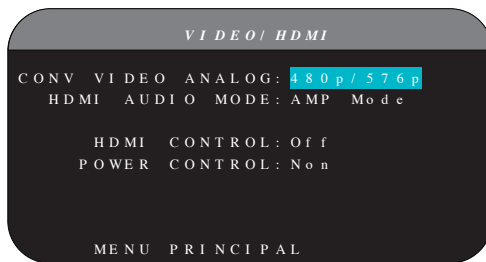 VIDEO/HDMI
CONV VIDEO ANALOG: 480p/576p
HDMI AUDIO MODE: AMP Mode
HDMI CONTROL: Off
POWER CONTROL: Non
MENU PRINCIPAL